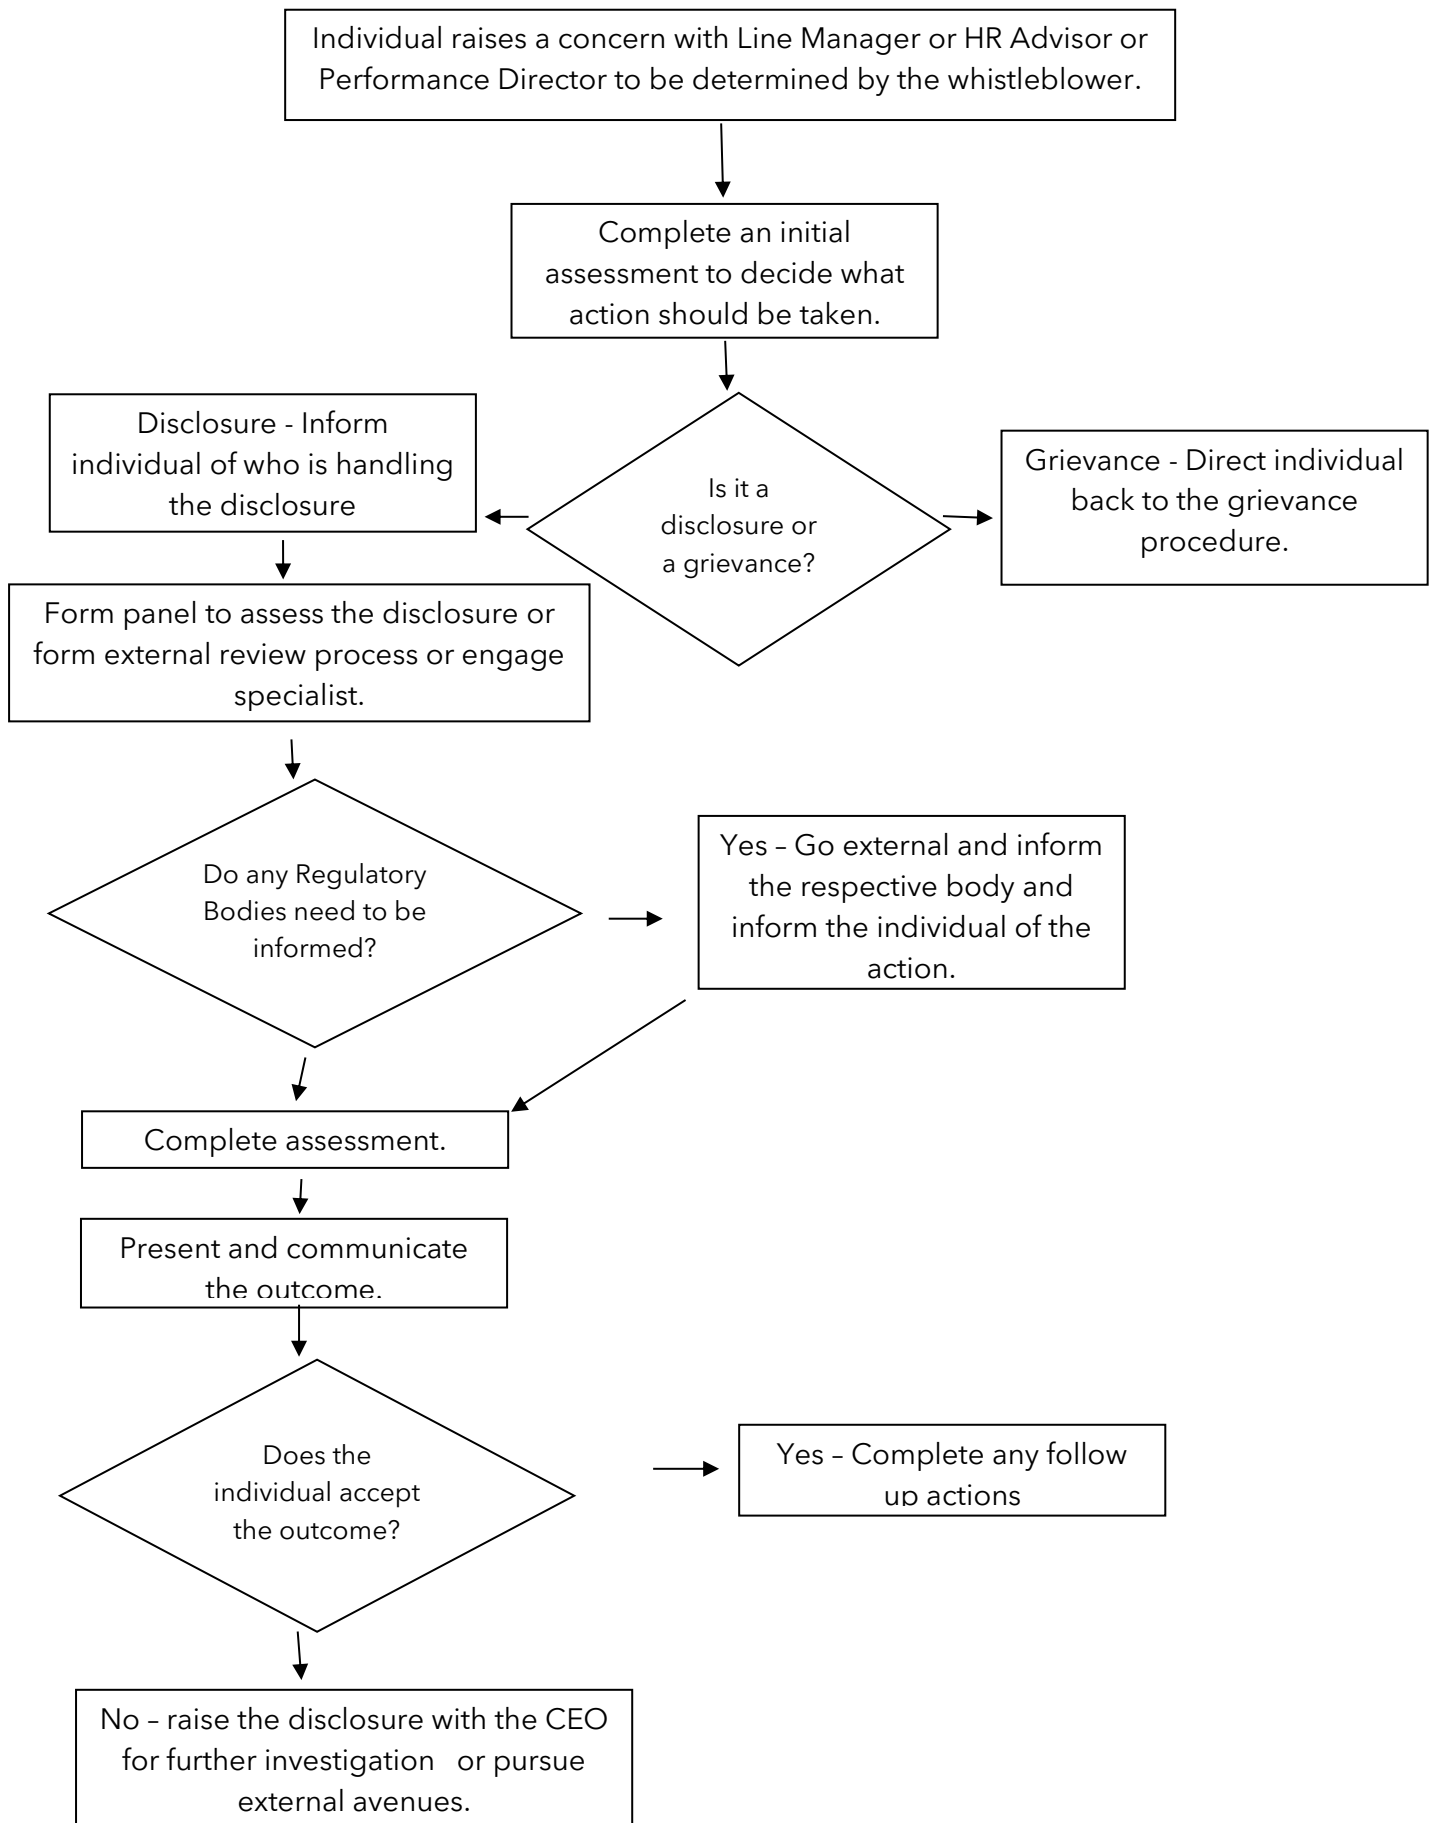 Individual raises a concern with Line Manager or HR Advisor or
Performance Director to be determined by the whistleblower.
Complete an initial
assessment to decide what
action should be taken.
Disclosure - Inform
individual of who is handling
the disclosure
Is it a
disclosure or
a grievance?
Grievance - Direct individual
back to the grievance
procedure.
Form panel to assess the disclosure or
form external review process or engage
specialist.
Do any Regulatory
Bodies need to be
informed?
Yes – Go external and inform
the respective body and
inform the individual of the
action.
Complete assessment.
Present and communicate
the outcome.
Does the
individual accept
the outcome?
Yes – Complete any follow
up actions
No – raise the disclosure with the CEO
for further investigation   or pursue
external avenues.